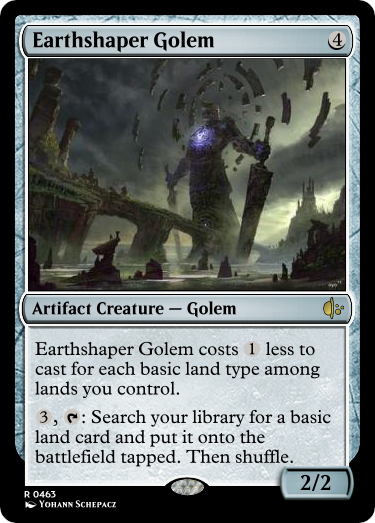 Earthshaper Golem 4
Artifact Creature — Golem
Earthshaper Golem costs 1 less to
cast for each basic land type among
lands you control.
3, : Search your library for a basic
land card and put it onto the
battlefield tapped. Then shuffle.
2/2
R 0463
Yohann Schepacz